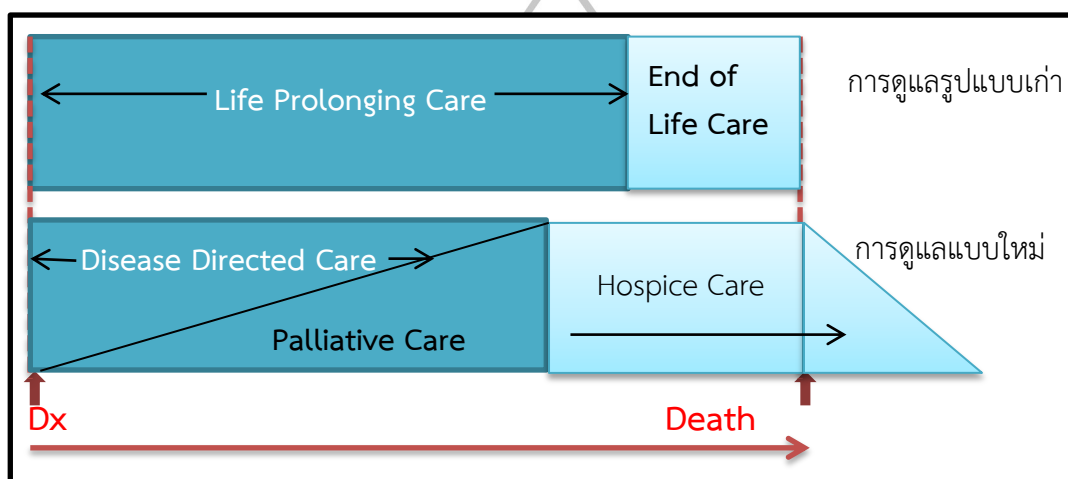 Life Prolonging Care
End of
Life Care
การดูแลรูปแบบเก่า
Disease Directed Care
Palliative Care
Hospice Care
การดูแลแบบใหม่
Dx
Death